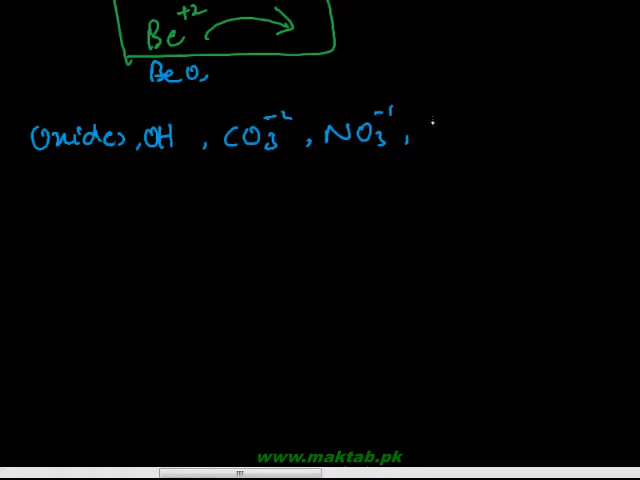 Be+2
BeO,
Oxides, OH, CO3-2, NO3-1,
www.maktab.pk